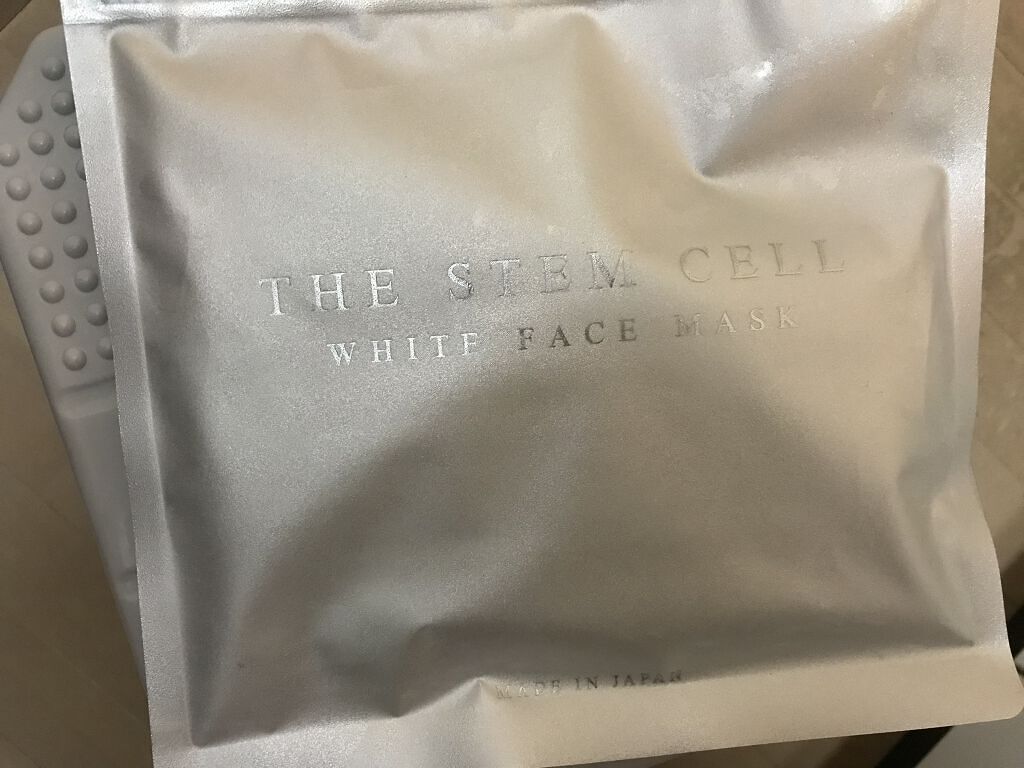 THE STEM CELL
WHITE FACE MASK
MADE IN JAPAN